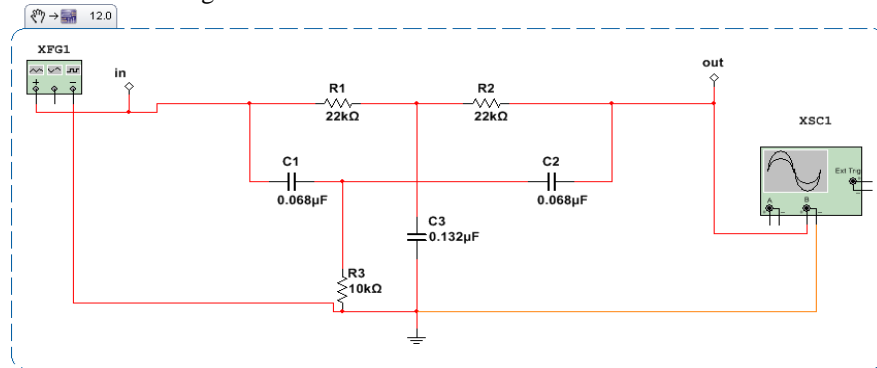 12.0
XFG1
in
out
R1
22kΩ
R2
22kΩ
XSC1
Ext Trig
A
B
C1
0.068µF
C2
0.068µF
C3
0.132µF
R3
10kΩ